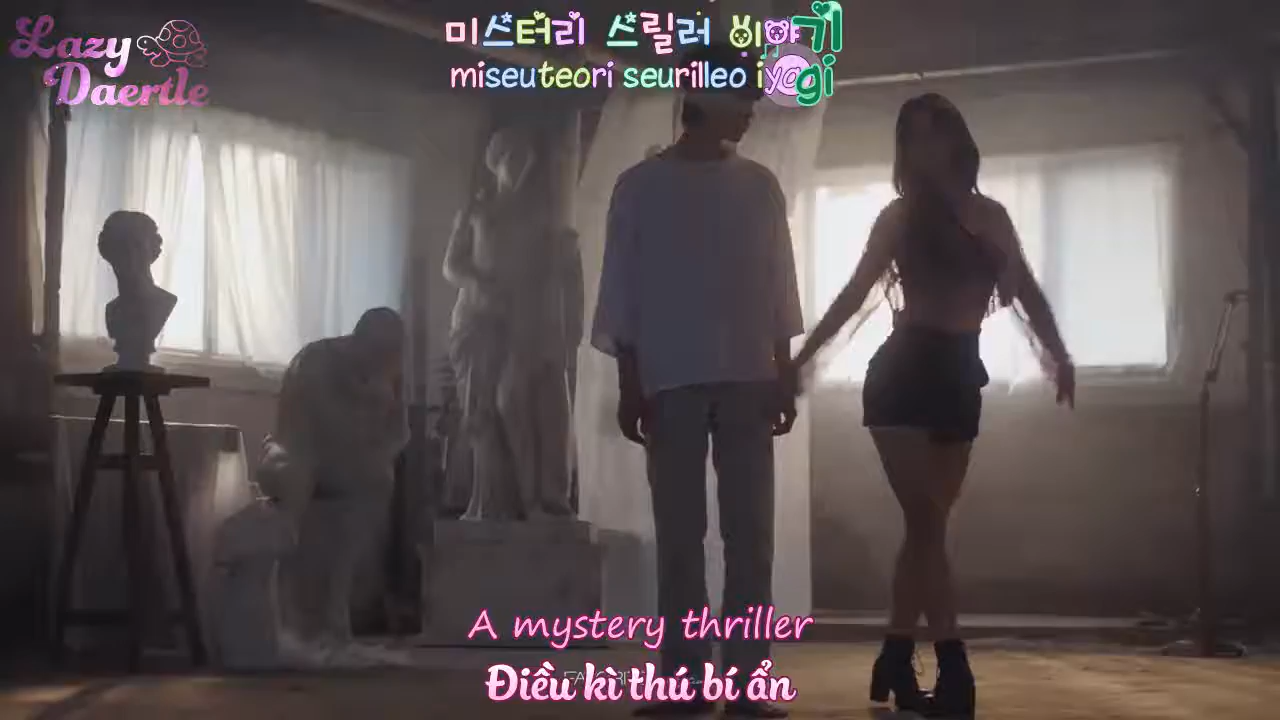 Lazy
Daertle
미스터리 스릴러 이야기
miseuteori seurilleo iyagi
A mystery thriller
Điều kì thú bí ẩn